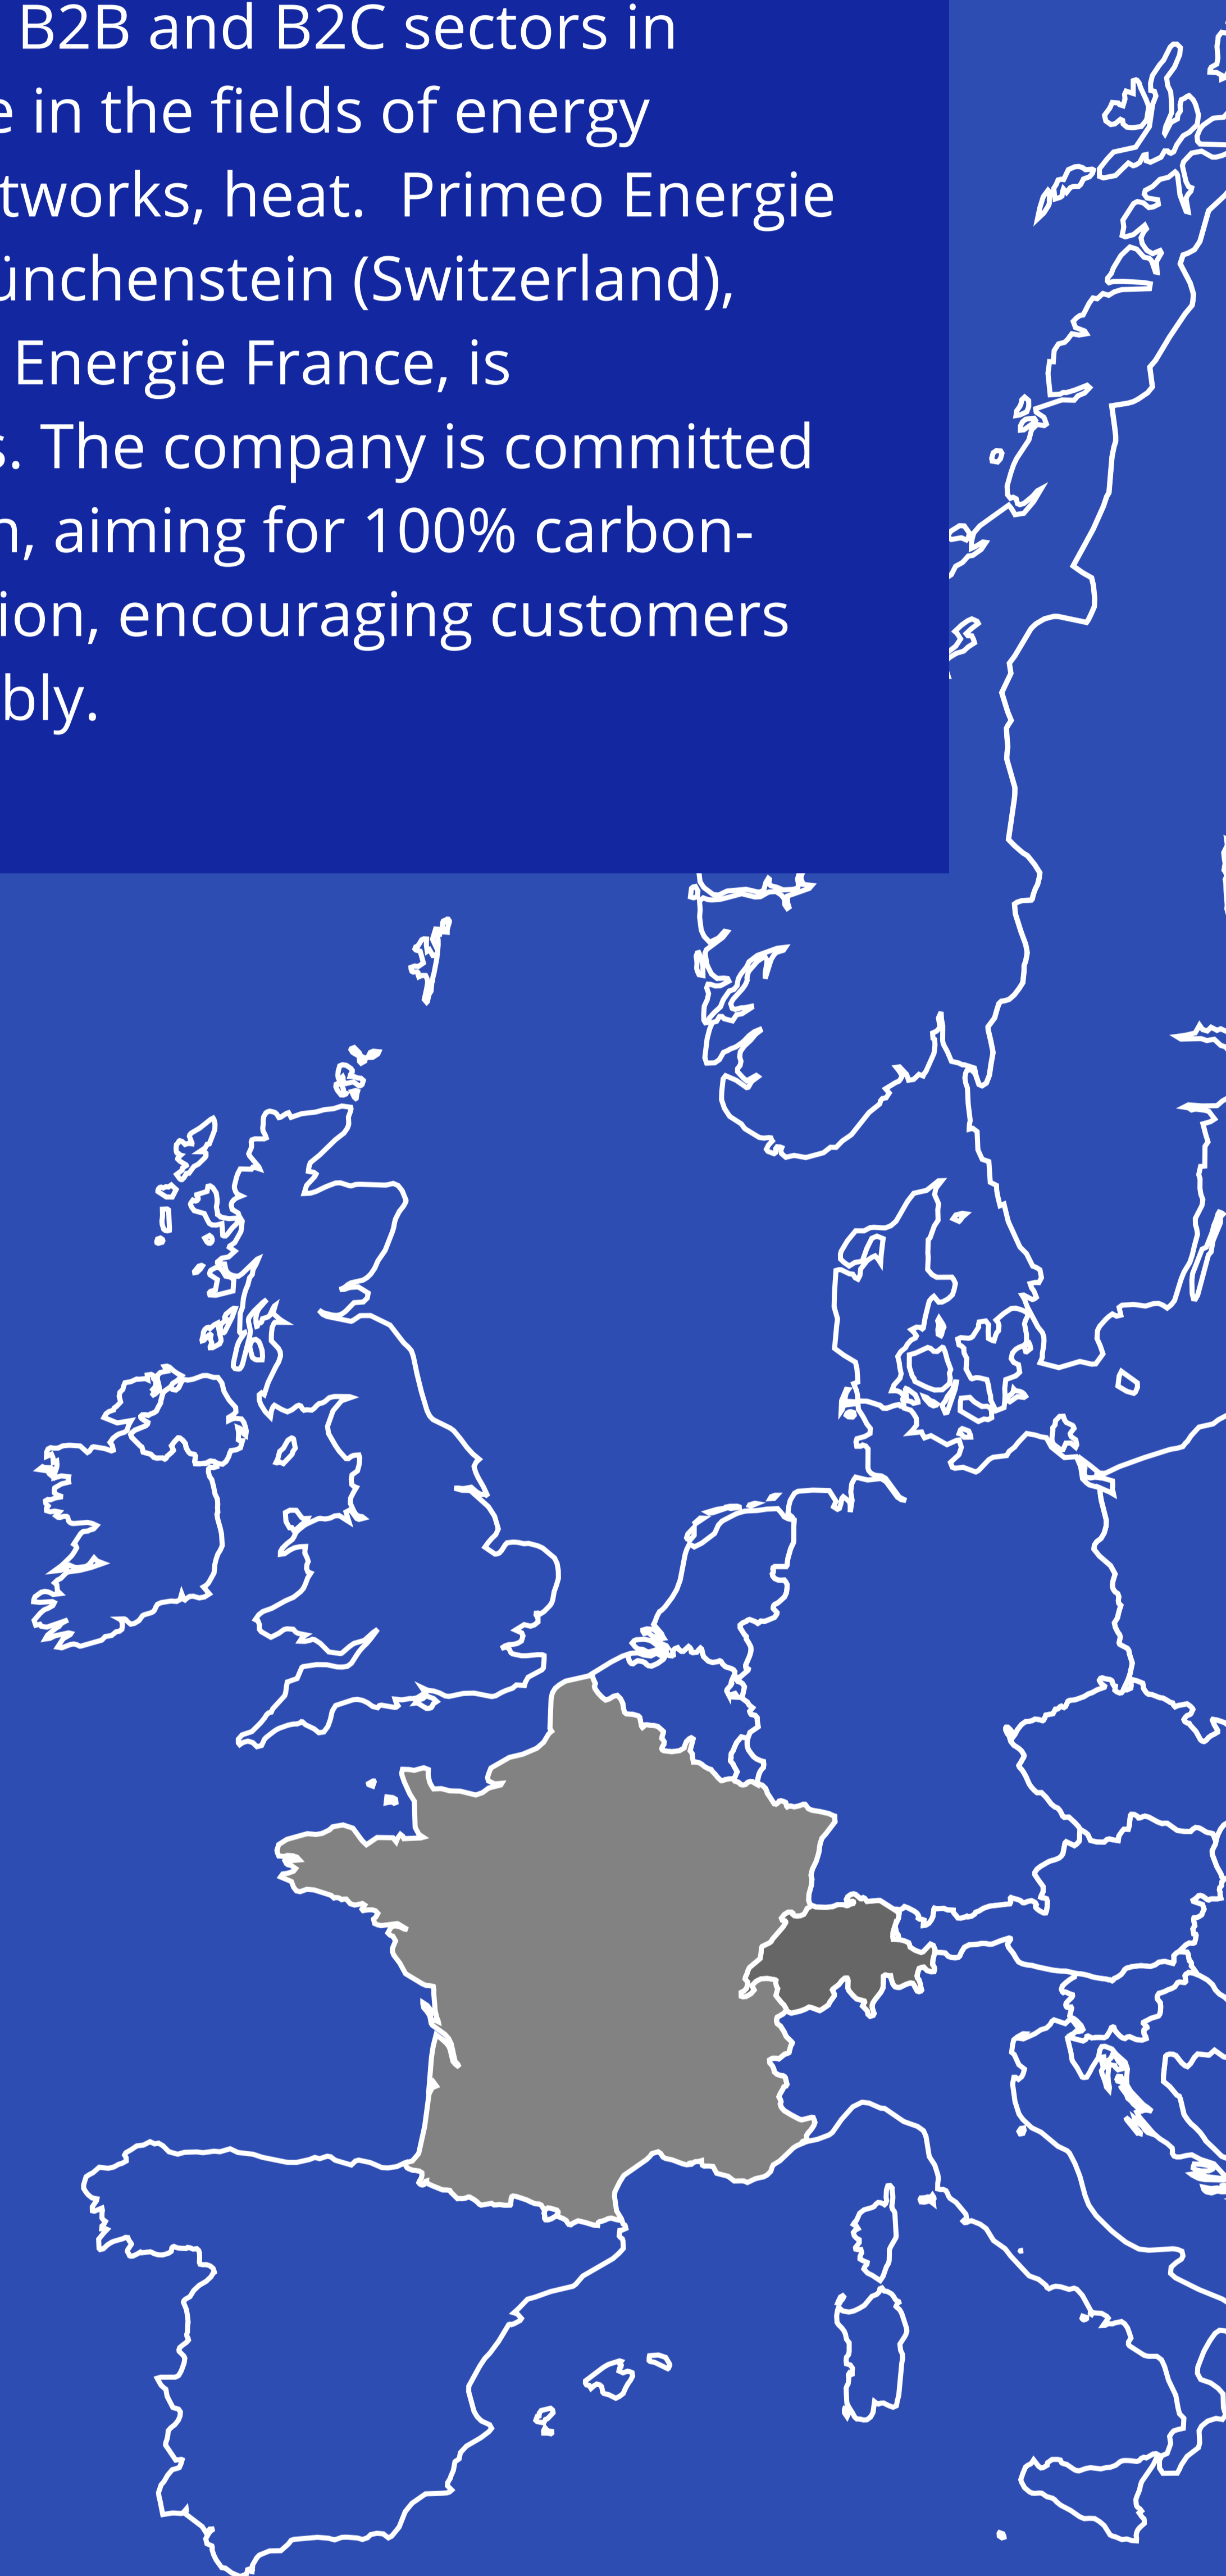 B2B and B2C sectors in
e in the fields of energy
tworks, heat. Primeo Energie
ünchenstein (Switzerland),
Energie France, is
s. The company is committed
n, aiming for 100% carbon-
ion, encouraging customers
bly.